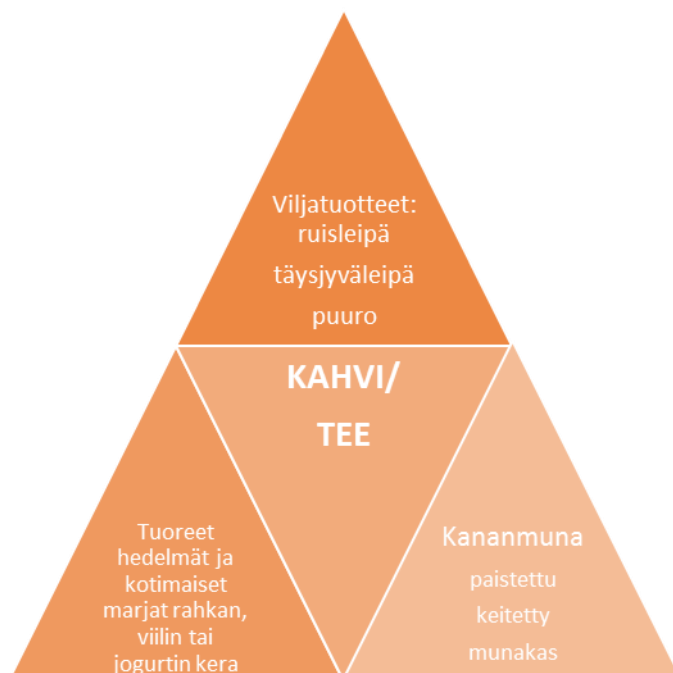 Viljatuotteet:
ruisleipä
täysjyväleipä
puuro
KAHVI/
TEE
Tuoreet
hedelmät ja
kotimaiset
marjat rahkan,
viilin tai
jogurtin kera
Kananmuna
paistettu
keitetty
munakas